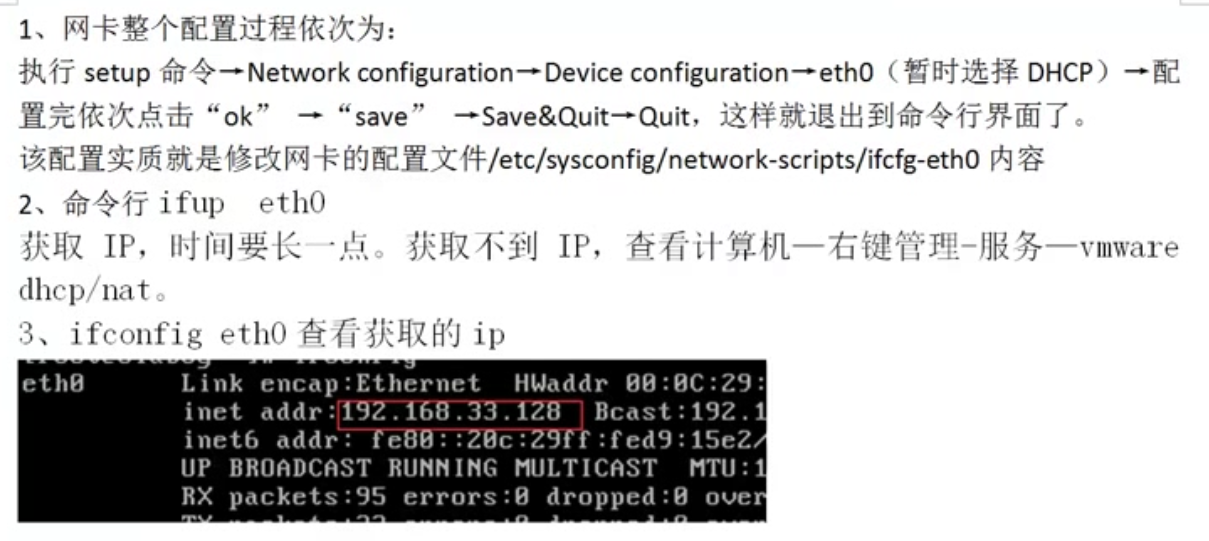 1、网卡整个配置过程依次为：
执行 setup 命令→Network configuration→Device configuration→eth0（暂时选择 DHCP）→配
置完依次点击“ok” →“save” →Save&Quit→Quit，这样就退出到命令行界面了。
该配置实质就是修改网卡的配置文件/etc/sysconfig/network-scripts/ifcfg-eth0 内容
2、命令行 ifup eth0
获取 IP，时间要长一点。获取不到 IP，查看计算机—右键管理-服务—vmware
dhcp/nat。
3、ifconfig eth0 查看获取的 ip
eth0 Link encap:Ethernet HWaddr 00:0C:29:
inet addr:192.168.33.128 Bcast:192.1
inet6 addr: fe80::20c:29ff:fed9:15e2/
UP BROADCAST RUNNING MULTICAST MTU:1
RX packets:95 errors:0 dropped:0 over